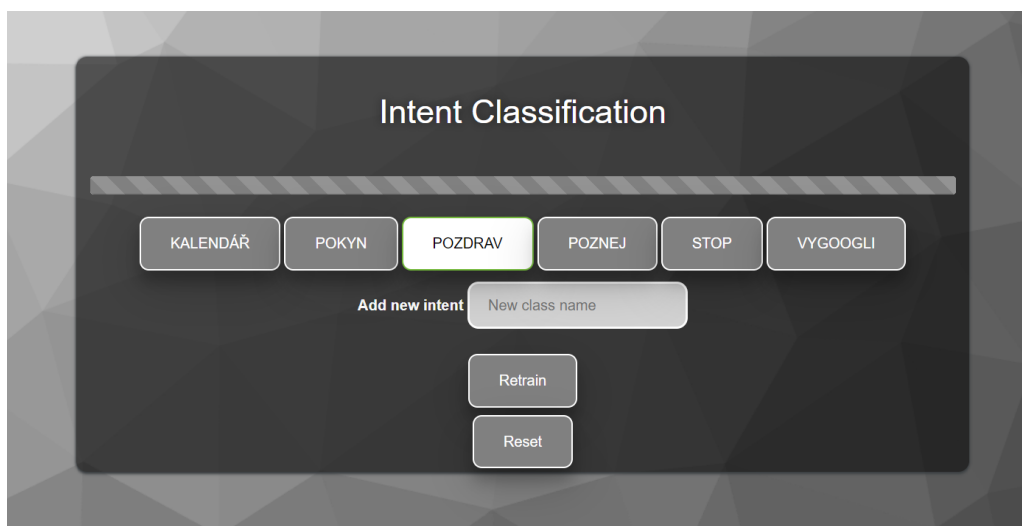 Intent Classification
KALENDÁŘ POKYN POZDRAV POZNEJ STOP VYGOOGLI
Add new intent New class name
Retrain
Reset